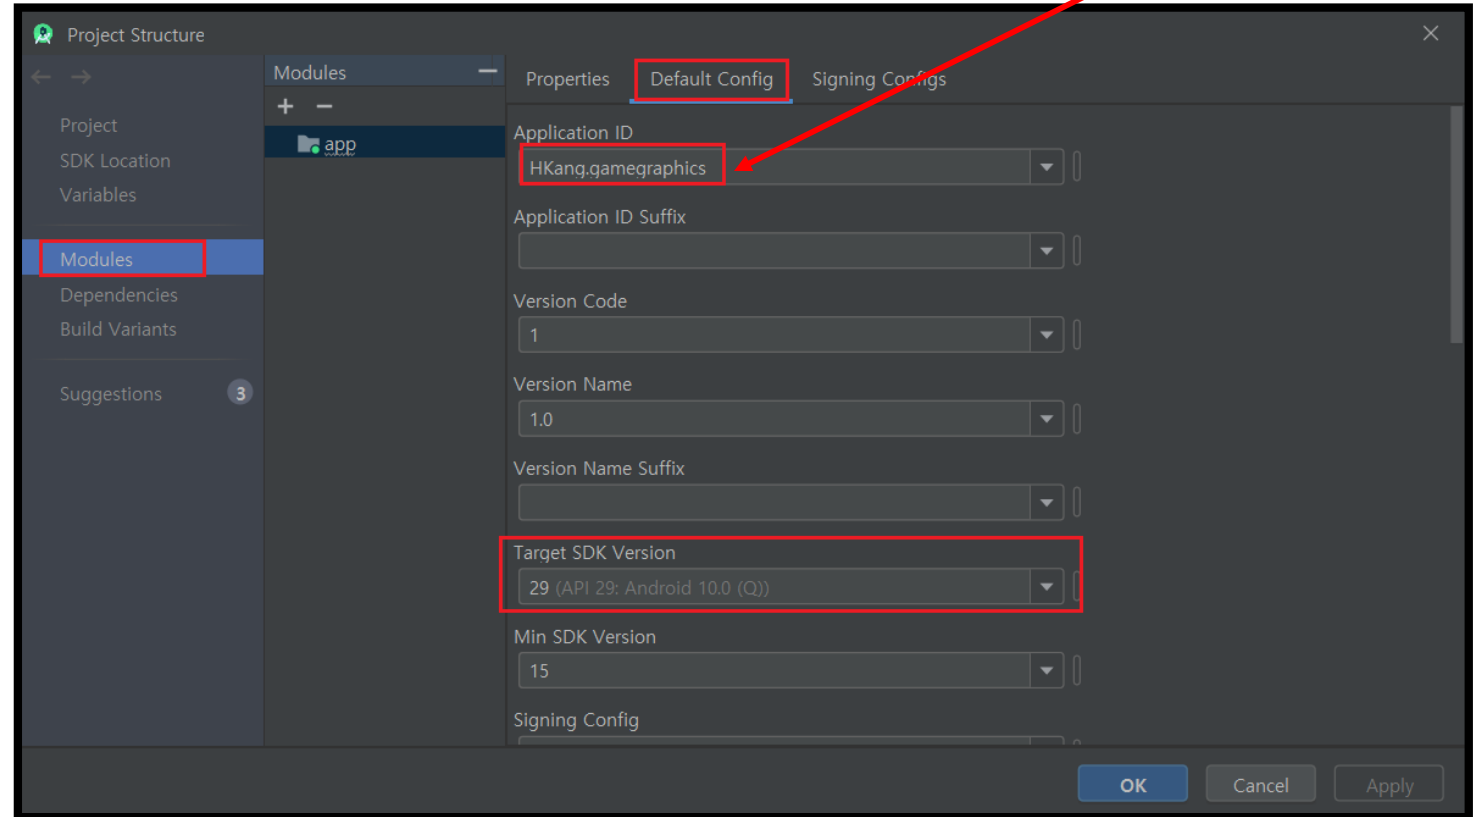 Project Structure
Project
SDK Location
Variables
Modules
Dependencies
Build Variants
Suggestions 3
Modules
app
Properties Default Config Signing Configs
Application ID
HKang.gamegraphics
Application ID Suffix
Version Code
1
Version Name
1.0
Version Name Suffix
Target SDK Version
29 (API 29: Android 10.0 (Q))
Min SDK Version
15
Signing Config
OK Cancel Apply